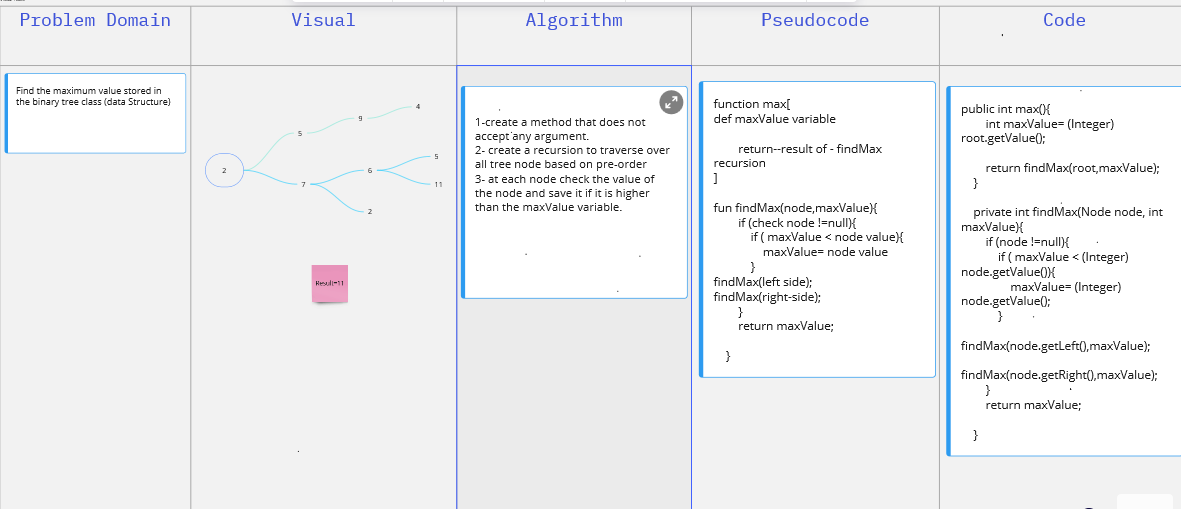 Problem Domain
Visual
Algorithm
Pseudocode
Code
Find the maximum value stored in
the binary tree class (data Structure)
4
9
5
2
5
6
7
11
2
Result=11
1-create a method that does not
accept any argument.
2- create a recursion to traverse over
all tree node based on pre-order
3- at each node check the value of
the node and save it if it is higher
than the maxValue variable.
function max[
def maxValue variable
return--result of - findMax
recursion
]
fun findMax(node,maxValue){
if (check node !=null){
if ( maxValue < node value){
maxValue= node value
}
findMax(left side);
findMax(right-side);
}
return maxValue;
}
public int max(){
int maxValue= (Integer)
root.getValue();
return findMax(root,maxValue);
}
private int findMax(Node node, int
maxValue){
if (node !=null){
if ( maxValue < (Integer)
node.getValue()){
maxValue= (Integer)
node.getValue();
}
findMax(node.getLeft(),maxValue);
findMax(node.getRight(),maxValue);
}
return maxValue;
}